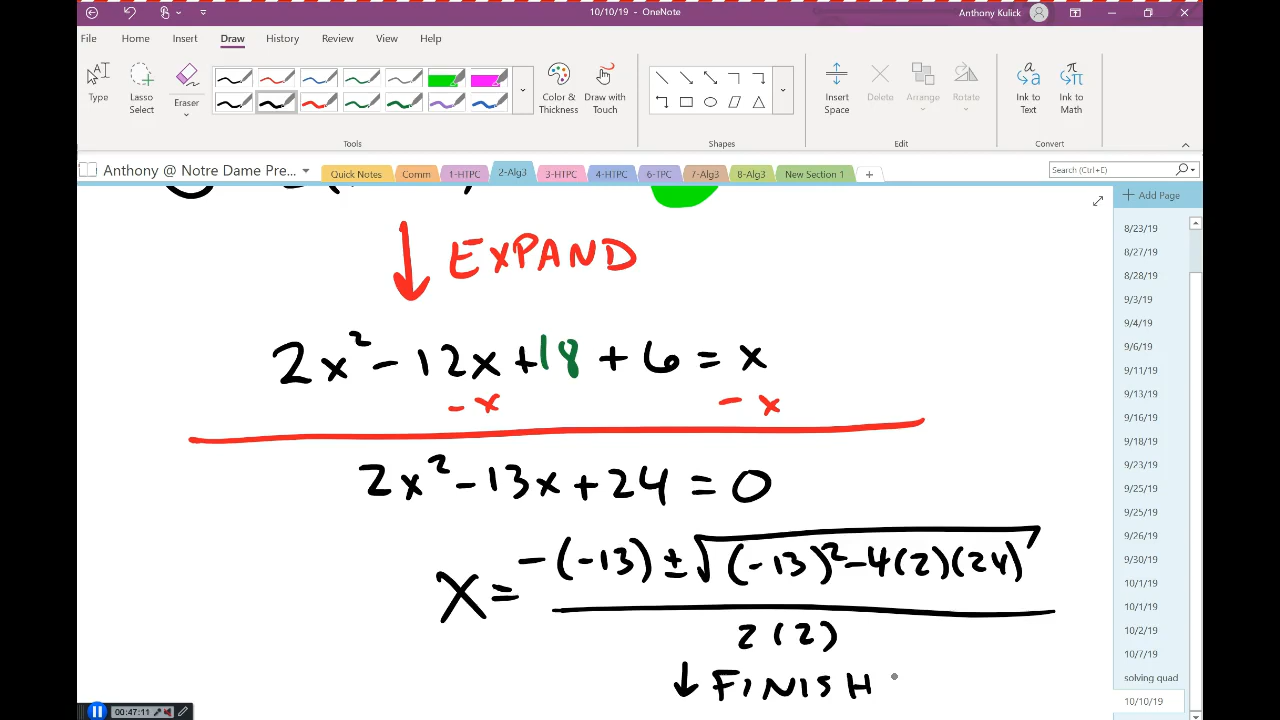 10/10/19 - OneNote
Anthony Kulick
File Home Insert Draw History Review View Help
Type
Lasso Select
Eraser
Color & Thickness
Draw with Touch
Insert Space
Delete
Arrange
Rotate
Ink to Text
Ink to Math
Tools
Shapes
Edit
Convert
Anthony @ Notre Dame Pre...
Quick Notes Comm 1-HTPC 2-Alg3 3-HTPC 4-HTPC 6-TPC 7-Alg3 8-Alg3 New Section 1 +
Search (Ctrl+E)
+ Add Page
8/23/19
8/27/19
8/28/19
9/3/19
9/4/19
9/6/19
9/11/19
9/13/19
9/16/19
9/18/19
9/23/19
9/25/19
9/25/19
9/26/19
9/30/19
10/1/19
10/1/19
10/2/19
10/7/19
solving quad
10/10/19
↓ EXPAND
2x² - 12x + 18 + 6 = x
- x - x
2x² - 13x + 24 = 0
x = (-(-13) ± √((-13)² - 4(2)(24))) / 2(2)
↓ FINISH
00:47:11